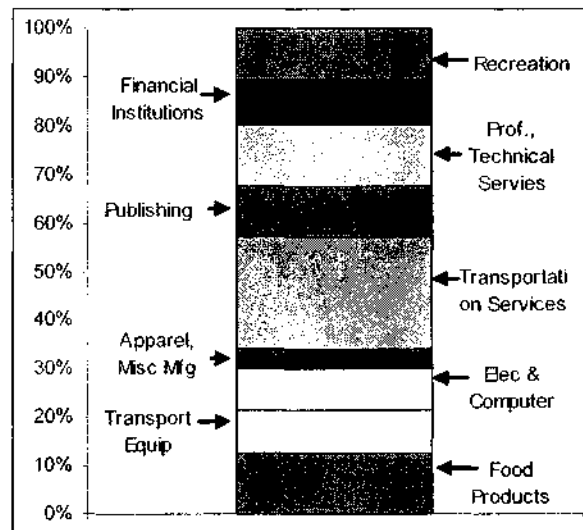 100%
90%
80%
70%
60%
50%
40%
30%
20%
10%
0%
Financial
Institutions
Publishing
Apparel,
Misc Mfg
Transport
Equip
Recreation
Prof.,
Technical
Servies
Transportati
on Services
Elec &
Computer
Food
Products